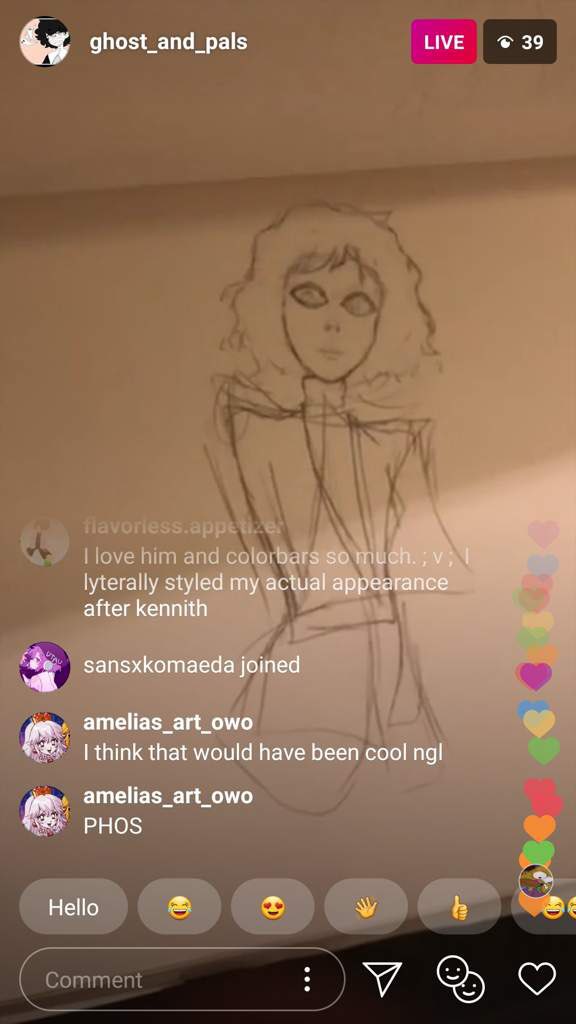 ghost_and_pals
LIVE
39
flavorless.appetizer
I love him and colorbars so much. ; v ; I
lyterally styled my actual appearance
after kennith
sansxkomaeda joined
amelias_art_owo
I think that would have been cool ngl
amelias_art_owo
PHOS
Hello
Comment